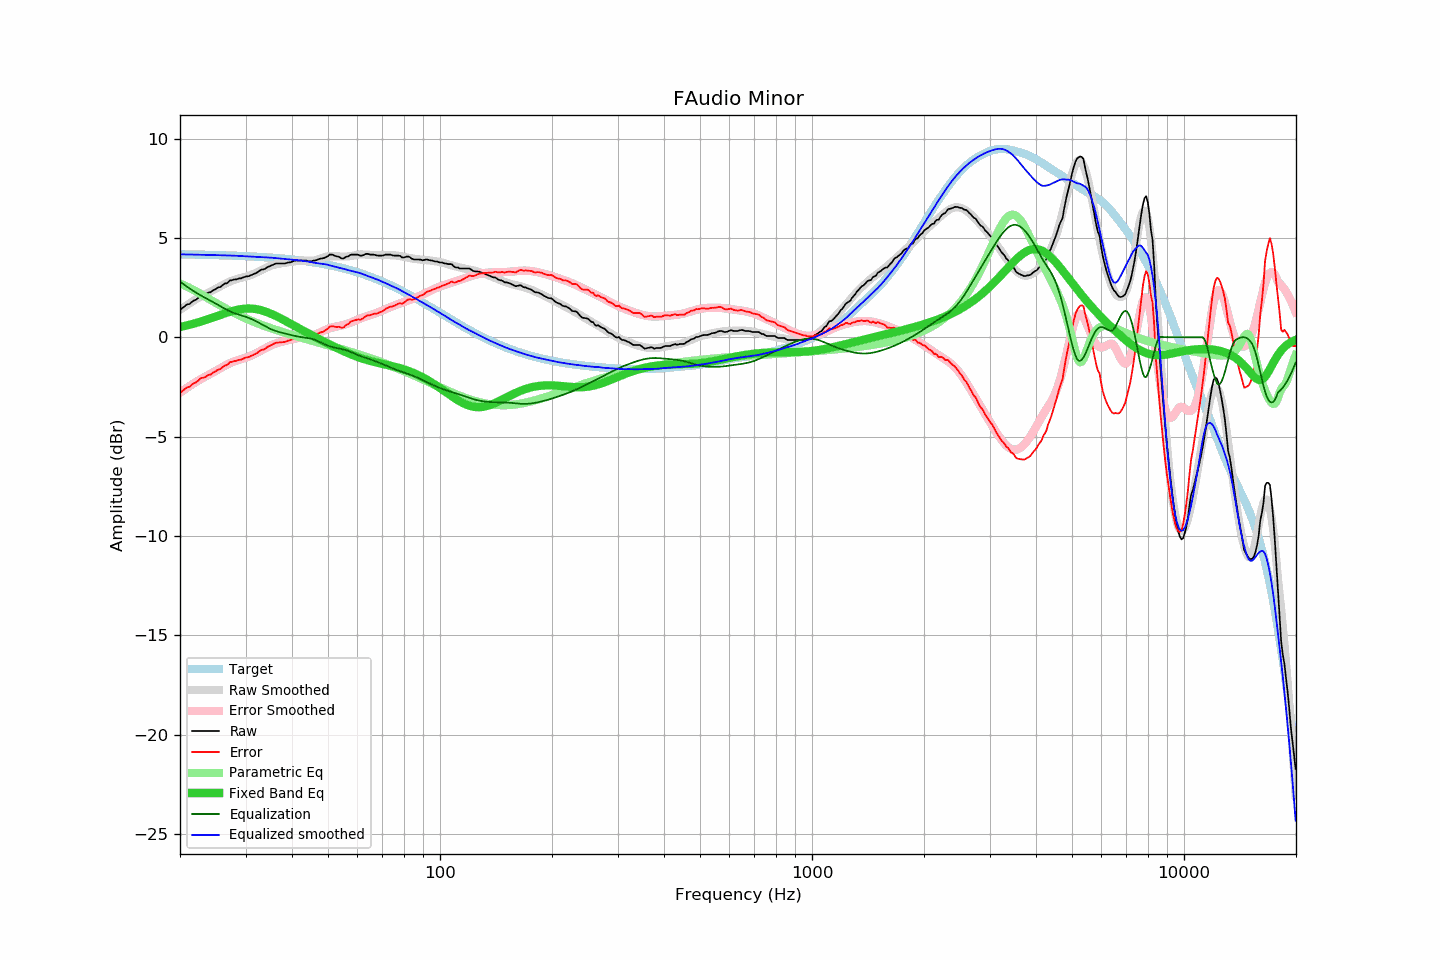 FAudio Minor
10
5
0
−5
−10
−15
−20
−25
Amplitude (dBr)
Target
Raw Smoothed
Error Smoothed
Raw
Error
Parametric Eq
Fixed Band Eq
Equalization
Equalized smoothed
100
1000
10000
Frequency (Hz)